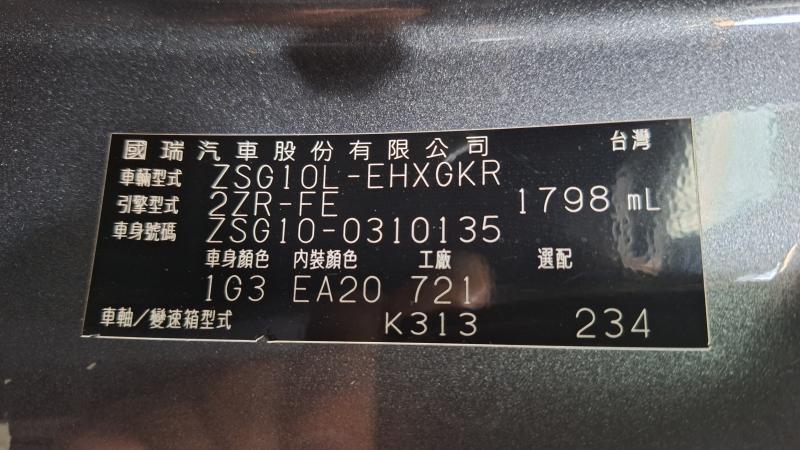 國瑞汽車股份有限公司 台灣
車輛型式 ZSG10L-EHXGKR
引擎型式 2ZR-FE 1798 mL
車身號碼 ZSG10-0310135
車身顏色 內裝顏色 工廠 選配
1G3 EA20 721
車軸/變速箱型式 K313 234